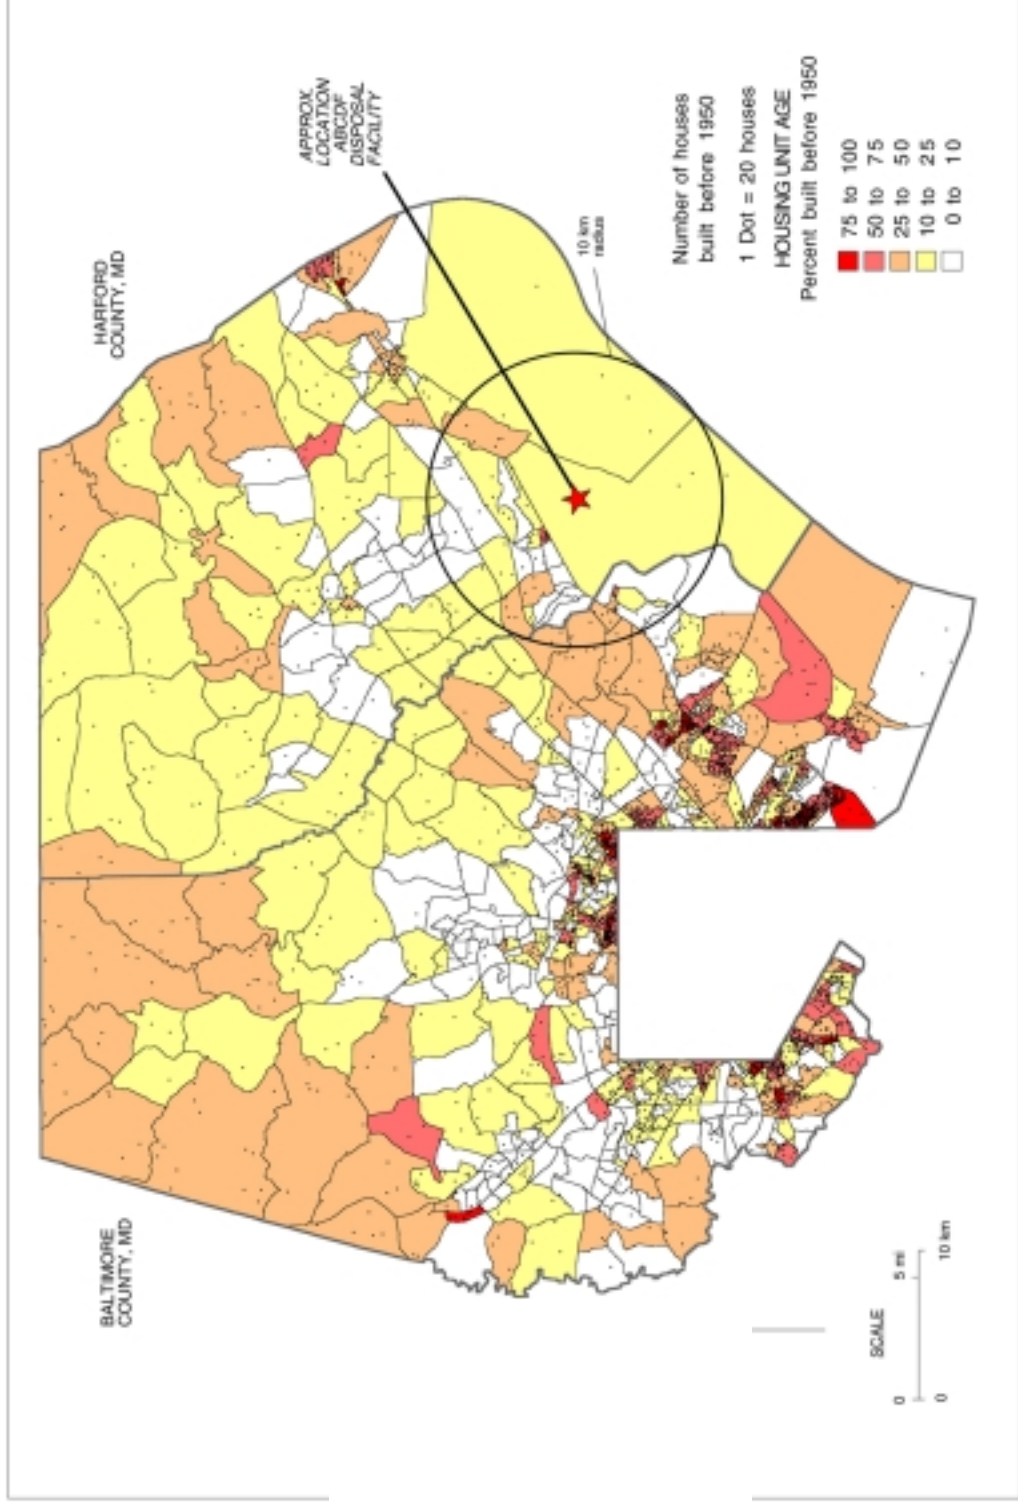 HARFORD
COUNTY, MD
APPROX.
LOCATION
ABCDF
DISPOSAL
FACILITY
10 km
radius
Number of houses
built before 1950
1 Dot = 20 houses
HOUSING UNIT AGE
Percent built before 1950
75 to 100
50 to 75
25 to 50
10 to 25
0 to 10
BALTIMORE
COUNTY, MD
SCALE
0 5 mi
0 10 km